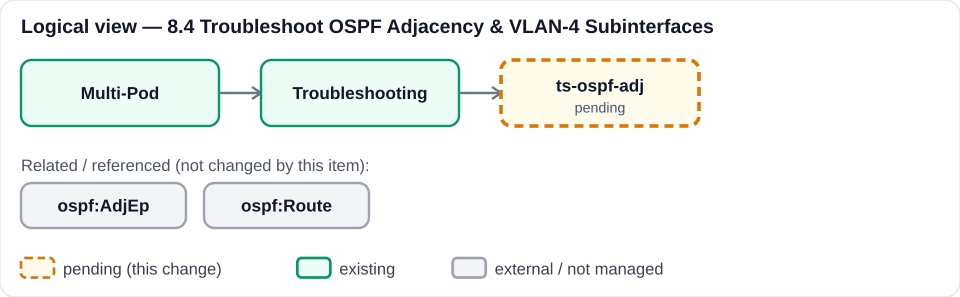 Logical view — 8.4 Troubleshoot OSPF Adjacency & VLAN-4 Subinterfaces
Multi-Pod
Troubleshooting
ts-ospf-adj
pending
Related / referenced (not changed by this item):
ospf:AdjEp
ospf:Route
pending (this change)
existing
external / not managed